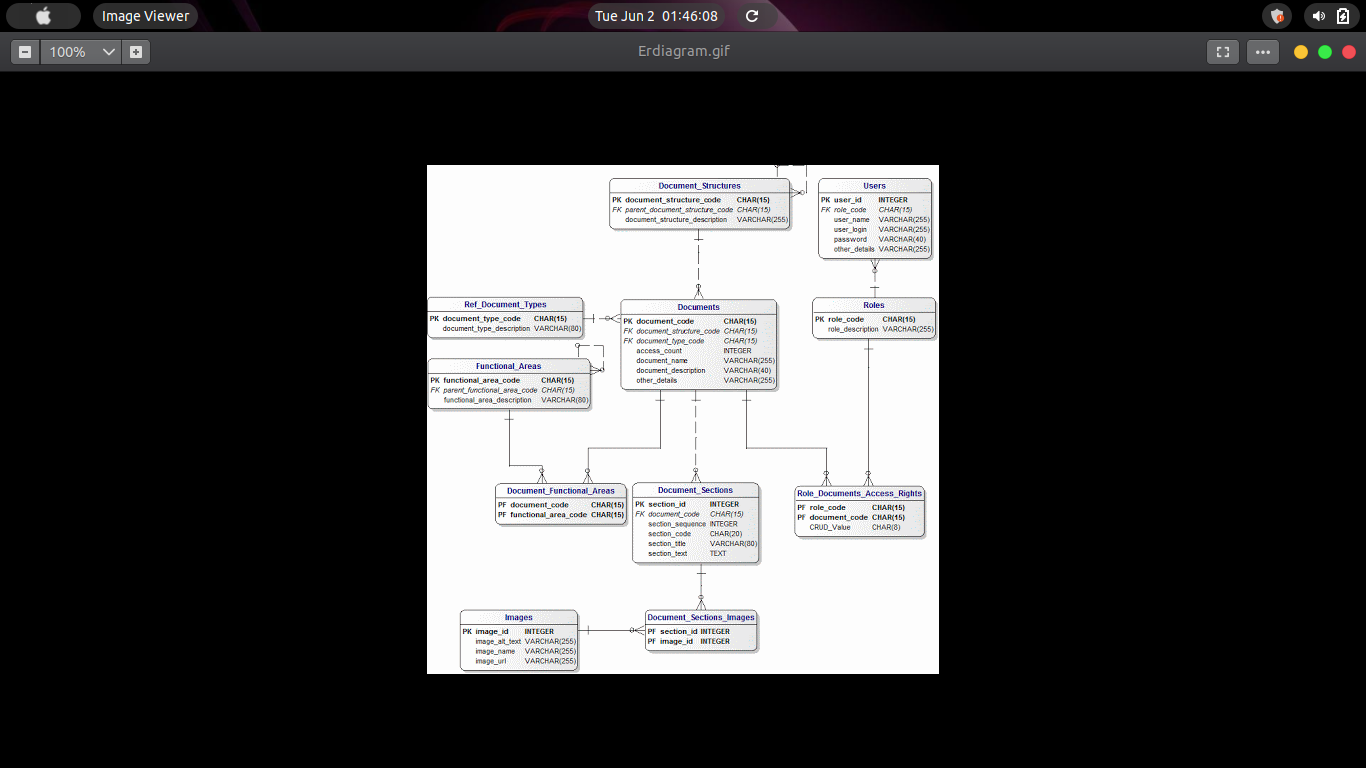 Image Viewer
Tue Jun 2 01:46:08
100%
Erdiagram.gif
Document_Structures
PK document_structure_code CHAR(15)
FK parent_document_structure_code CHAR(15)
document_structure_description VARCHAR(255)
Users
PK user_id INTEGER
FK role_code CHAR(15)
user_name VARCHAR(255)
user_login VARCHAR(255)
password VARCHAR(40)
other_details VARCHAR(255)
Ref_Document_Types
PK document_type_code CHAR(15)
document_type_description VARCHAR(80)
Documents
PK document_code CHAR(15)
FK document_structure_code CHAR(15)
FK document_type_code CHAR(15)
access_count INTEGER
document_name VARCHAR(255)
document_description VARCHAR(40)
other_details VARCHAR(255)
Roles
PK role_code CHAR(15)
role_description VARCHAR(255)
Functional_Areas
PK functional_area_code CHAR(15)
FK parent_functional_area_code CHAR(15)
functional_area_description VARCHAR(80)
Document_Functional_Areas
PF document_code CHAR(15)
PF functional_area_code CHAR(15)
Document_Sections
PK section_id INTEGER
FK document_code CHAR(15)
section_sequence INTEGER
section_code CHAR(20)
section_title VARCHAR(80)
section_text TEXT
Role_Documents_Access_Rights
PF role_code CHAR(15)
PF document_code CHAR(15)
CRUD_Value CHAR(8)
Images
PK image_id INTEGER
image_alt_text VARCHAR(255)
image_name VARCHAR(255)
image_url VARCHAR(255)
Document_Sections_Images
PF section_id INTEGER
PF image_id INTEGER